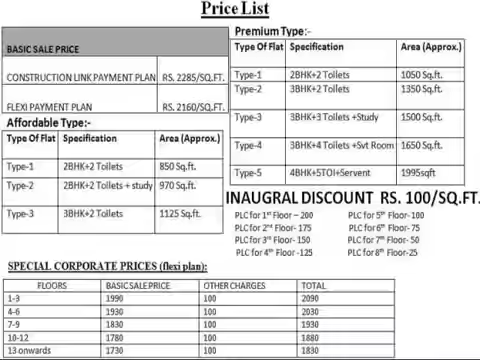 Price List
BASIC SALE PRICE
CONSTRUCTION LINK PAYMENT PLAN RS. 2285/SQ.FT.
FLEXI PAYMENT PLAN RS. 2160/SQ.FT.
Affordable Type:-
Type Of Flat Specification Area (Approx.)
Type-1 2BHK+2 Toilets 850 Sq.ft.
Type-2 2BHK+2 Toilets + study 970 Sq.ft.
Type-3 3BHK+2 Toilets 1125 Sq.ft.
Premium Type:-
Type Of Flat Specification Area (Approx.)
Type-1 2BHK+2 Toilets 1050 Sq.ft.
Type-2 3BHK+2 Toilets 1350 Sq.ft.
Type-3 3BHK+3 Toilets +Study 1500 Sq.ft.
Type-4 3BHK+4 Toilets +Svt Room 1650 Sq.ft.
Type-5 4BHK+5TOI+Servent 1995sqft
INAUGRAL DISCOUNT RS. 100/SQ.FT.
PLC for 1st Floor – 200 PLC for 5th Floor-100
PLC for 2nd Floor- 175 PLC for 6th Floor- 75
PLC for 3rd Floor- 150 PLC for 7th Floor- 50
PLC for 4th Floor -125 PLC for 8th Floor-25
SPECIAL CORPORATE PRICES (flexi plan):
FLOORS BASIC SALE PRICE OTHER CHARGES TOTAL
1-3 1990 100 2090
4-6 1930 100 2030
7-9 1830 100 1930
10-12 1780 100 1880
13 onwards 1730 100 1830